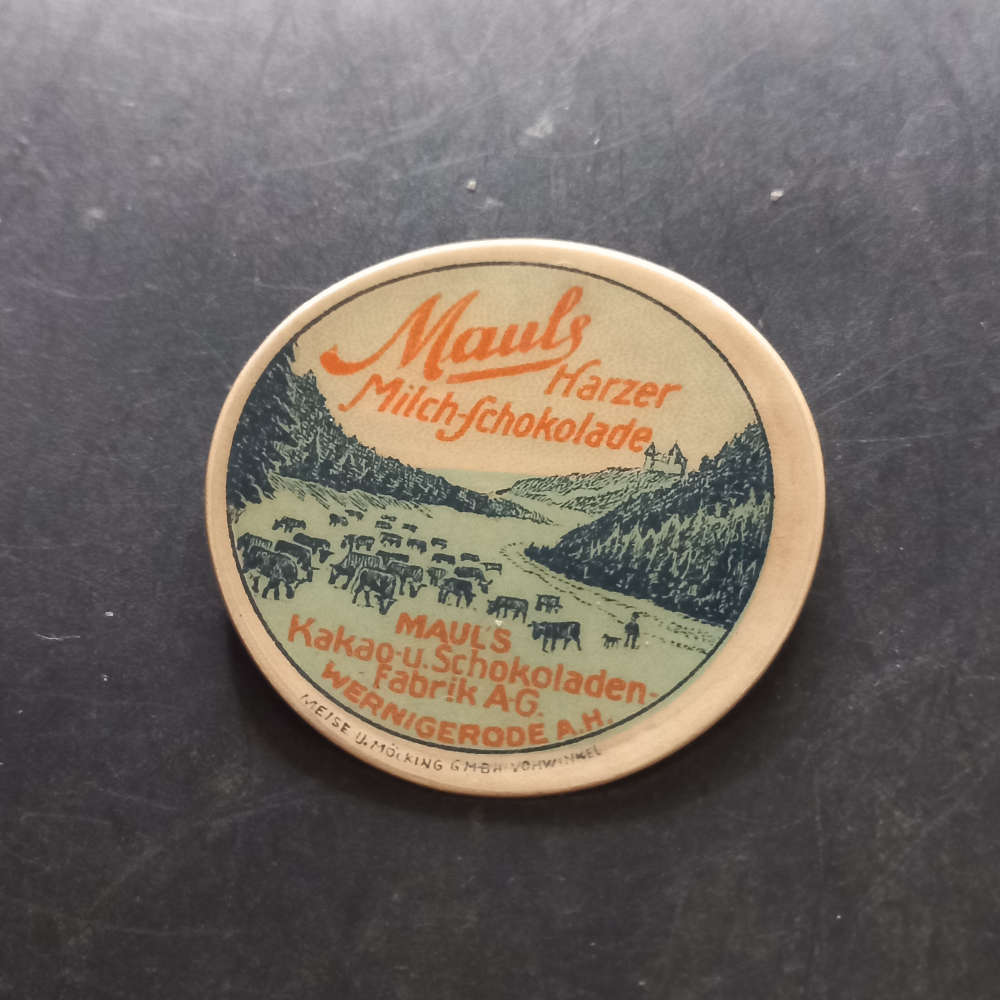 Mauls
Harzer
Milch-Schokolade
MAUL'S
Kakao-u.Schokoladen-
Fabrik A.G.
WERNIGERODE A.H.
MEISE U. MÖCKING G.M.B.H. VOHWINKEL